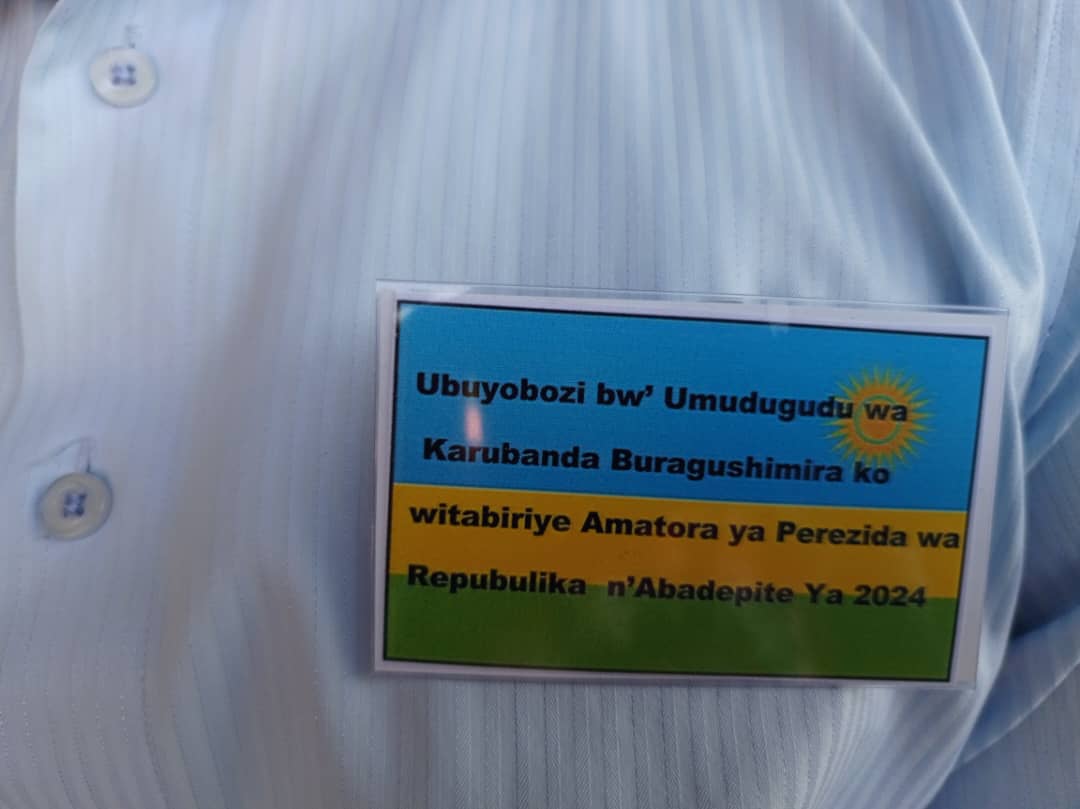 Ubuyobozi bw' Umudugudu wa
Karubanda Buragushimira ko
witabiriye Amatora ya Perezida wa
Repubulika n'Abadepite Ya 2024